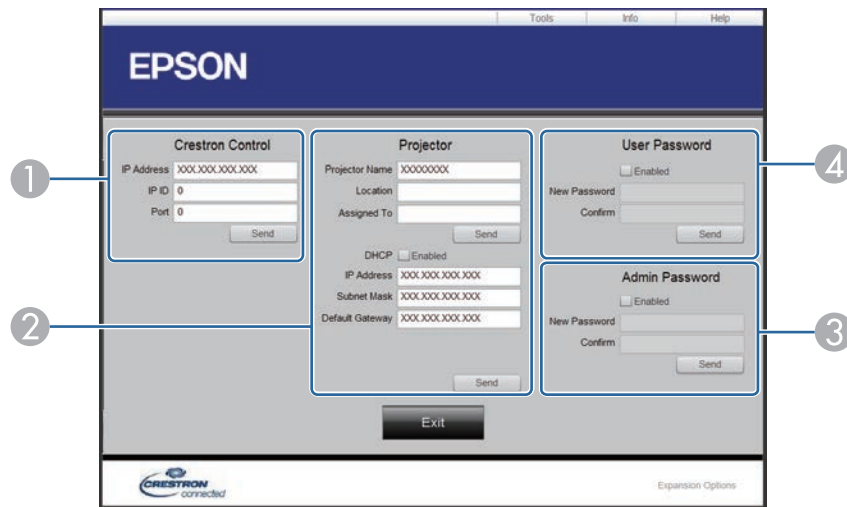 Tools Info Help
EPSON
Crestron Control
IP Address XXX.XXX.XXX.XXX
IP ID 0
Port 0
Send
1
Projector
Projector Name XXXXXXXX
Location
Assigned To
Send
DHCP Enabled
IP Address XXX.XXX.XXX.XXX
Subnet Mask XXX.XXX.XXX.XXX
Default Gateway XXX.XXX.XXX.XXX
Send
2
User Password
Enabled
New Password
Confirm
Send
4
Admin Password
Enabled
New Password
Confirm
Send
3
Exit
CRESTRON
connected
Expansion Options